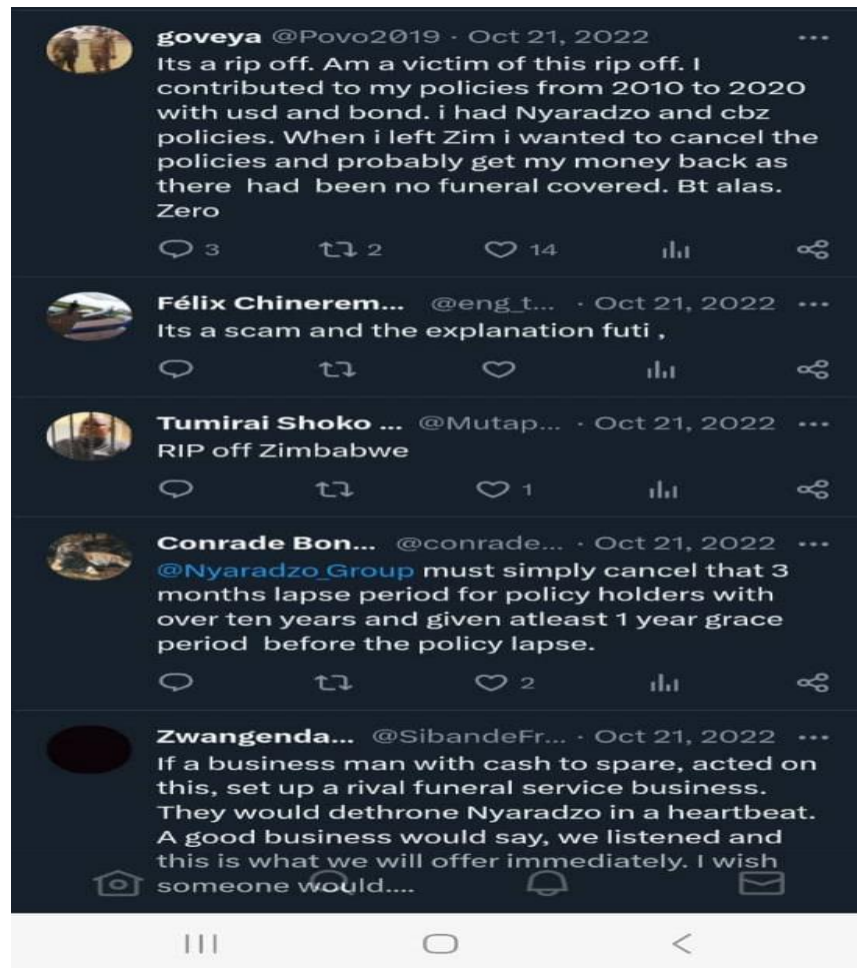 goveya @Povo2019 · Oct 21, 2022
Its a rip off. Am a victim of this rip off. I
contributed to my policies from 2010 to 2020
with usd and bond. i had Nyaradzo and cbz
policies. When i left Zim i wanted to cancel the
policies and probably get my money back as
there had been no funeral covered. Bt alas.
Zero
3 2 14
Félix Chinerem... @eng_t... · Oct 21, 2022
Its a scam and the explanation futi ,
Tumirai Shoko ... @Mutap... · Oct 21, 2022
RIP off Zimbabwe
1
Conrade Bon... @conrade... · Oct 21, 2022
@Nyaradzo_Group must simply cancel that 3
months lapse period for policy holders with
over ten years and given atleast 1 year grace
period before the policy lapse.
2
Zwangenda... @SibandeFr... · Oct 21, 2022
If a business man with cash to spare, acted on
this, set up a rival funeral service business.
They would dethrone Nyaradzo in a heartbeat.
A good business would say, we listened and
this is what we will offer immediately. I wish
someone would....